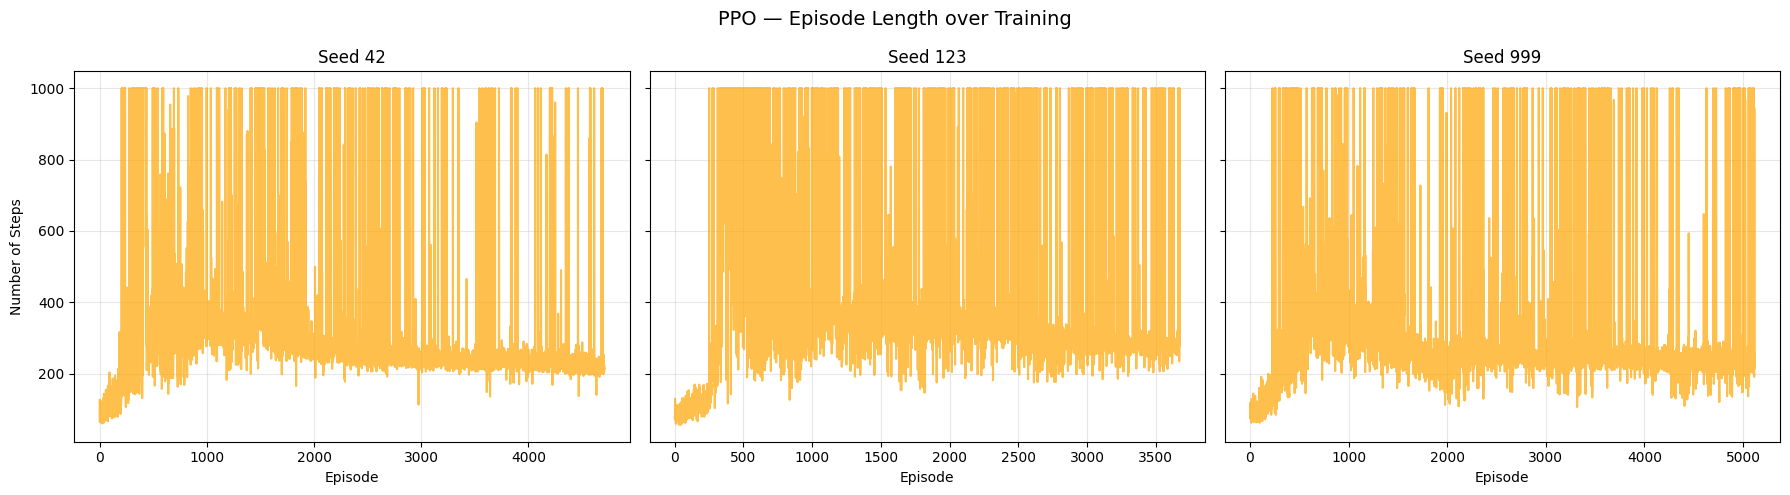 PPO — Episode Length over Training
Seed 42
Seed 123
Seed 999
Number of Steps
1000
800
600
400
200
0 1000 2000 3000 4000
0 500 1000 1500 2000 2500 3000 3500
0 1000 2000 3000 4000 5000
Episode
Episode
Episode